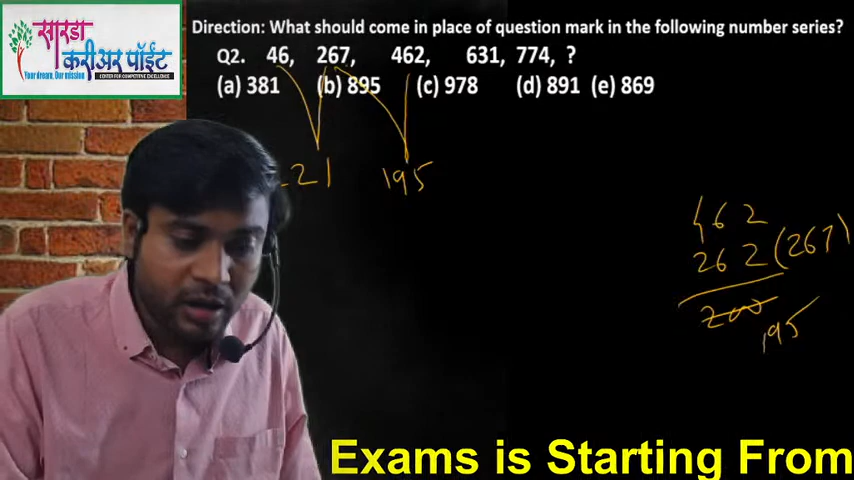 सारडा
करीअर पॉईंट
Your dream, Our mission
CENTER FOR COMPETITIVE EXCELLENCE
Direction: What should come in place of question mark in the following number series?
Q2. 46, 267, 462, 631, 774, ?
(a) 381 (b) 895 (c) 978 (d) 891 (e) 869
221 195
462
262 (267)
200
195
Exams is Starting From